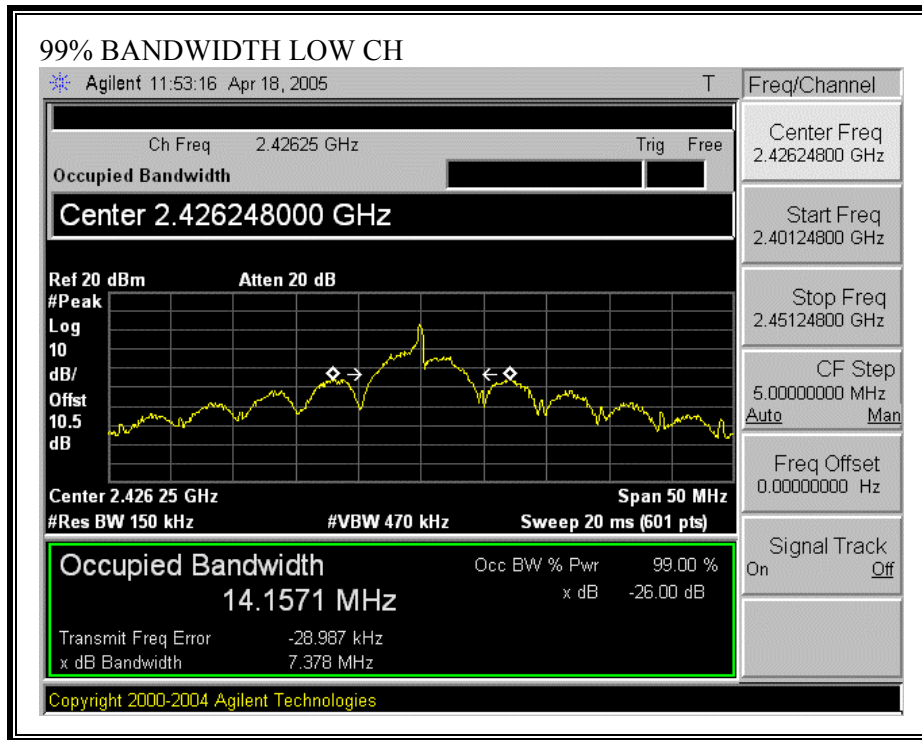 99% BANDWIDTH LOW CH
Agilent 11:53:16 Apr 18, 2005 T
Freq/Channel
Ch Freq 2.42625 GHz Trig Free
Occupied Bandwidth
Center 2.426248000 GHz
Ref 20 dBm Atten 20 dB
#Peak
Log
10
dB/
Offst
10.5
dB
Center 2.426 25 GHz Span 50 MHz
#Res BW 150 kHz #VBW 470 kHz Sweep 20 ms (601 pts)
Occupied Bandwidth Occ BW % Pwr 99.00 %
14.1571 MHz x dB -26.00 dB
Transmit Freq Error -28.987 kHz
x dB Bandwidth 7.378 MHz
Copyright 2000-2004 Agilent Technologies
Center Freq
2.42624800 GHz
Start Freq
2.40124800 GHz
Stop Freq
2.45124800 GHz
CF Step
5.00000000 MHz
Auto Man
Freq Offset
0.00000000 Hz
Signal Track
On Off